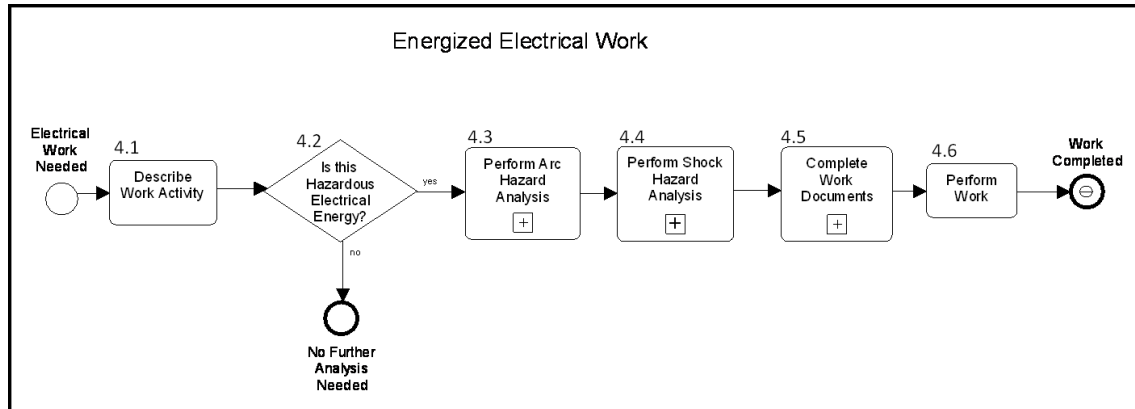 Energized Electrical Work
Electrical
Work
Needed
4.1
Describe
Work Activity
4.2
Is this
Hazardous
Electrical
Energy?
yes
no
No Further
Analysis
Needed
4.3
Perform Arc
Hazard
Analysis
4.4
Perform Shock
Hazard
Analysis
4.5
Complete
Work
Documents
4.6
Perform
Work
Work
Completed